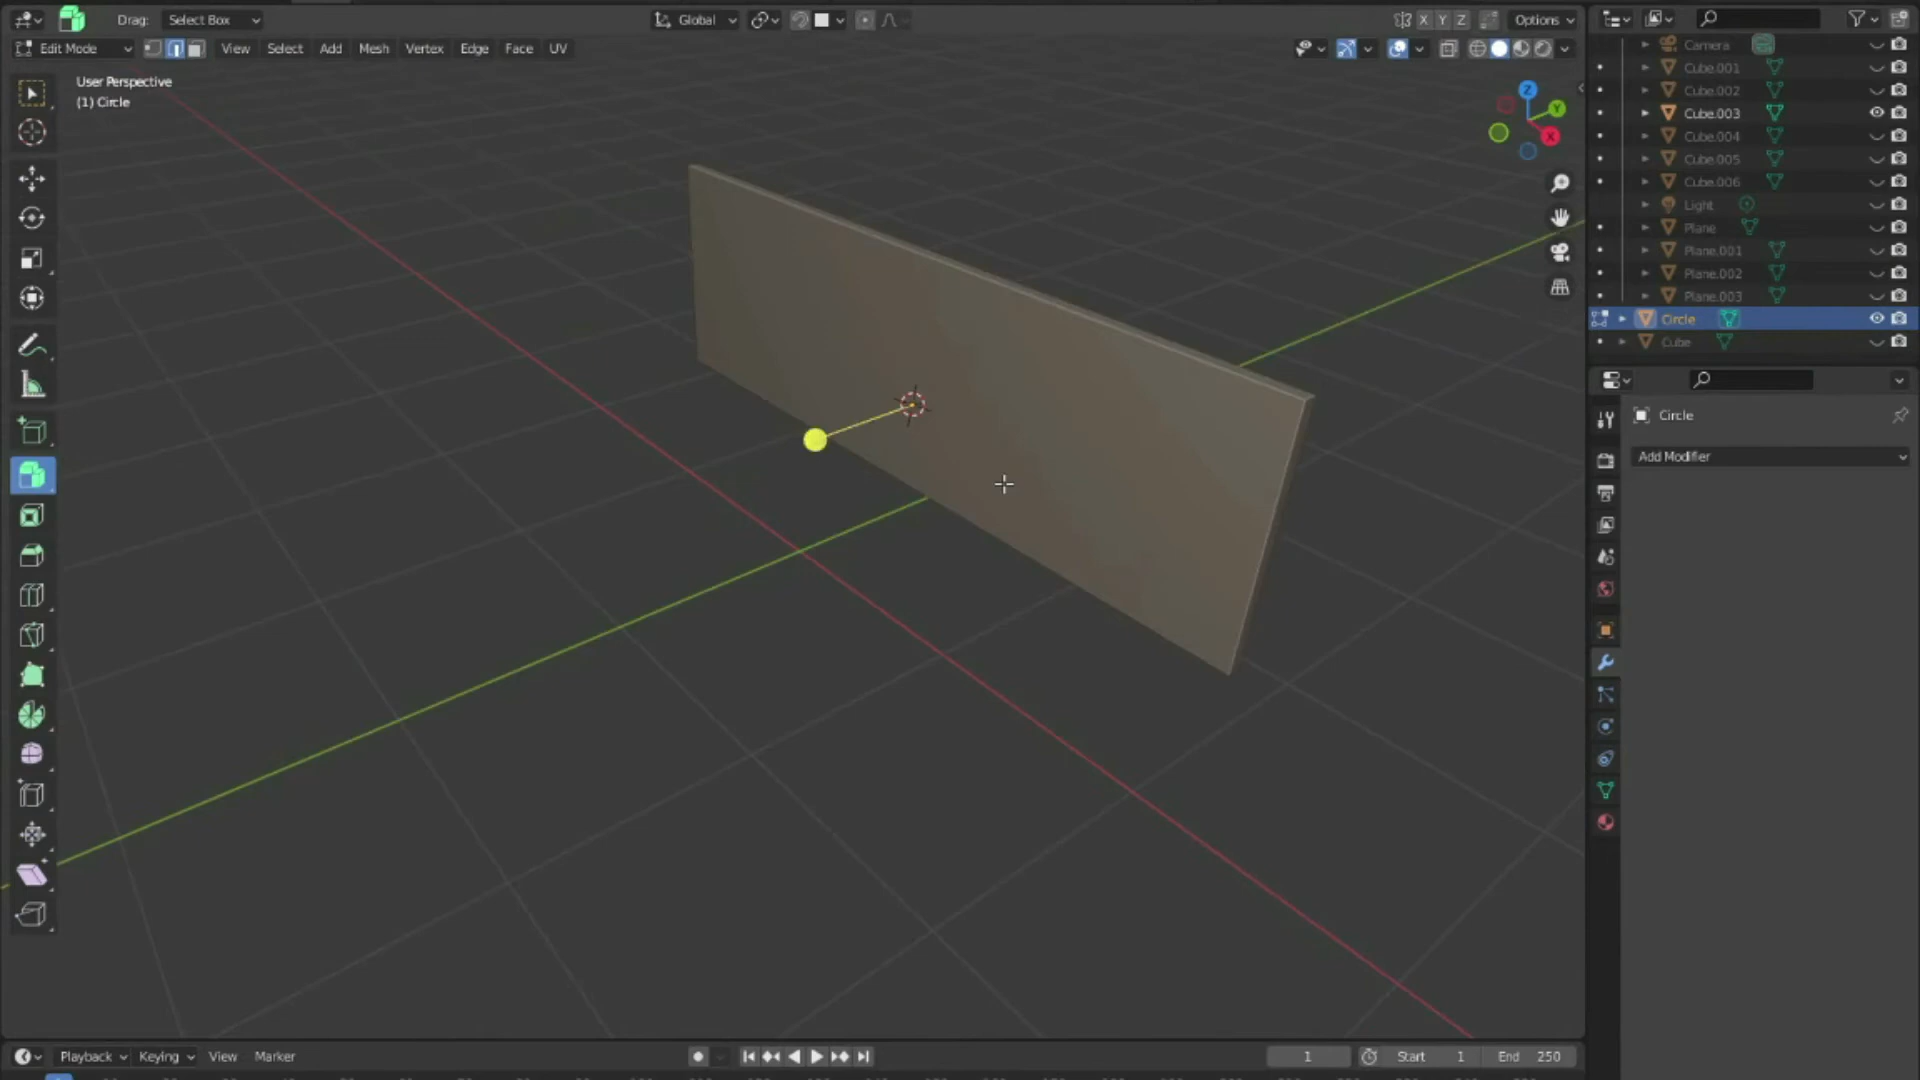 Drag: Select Box Global X Y Z Options
Edit Mode View Select Add Mesh Vertex Edge Face UV
User Perspective
(1) Circle
Z
Y
X
Camera
Cube.001
Cube.002
Cube.003
Cube.004
Cube.005
Cube.006
Light
Plane
Plane.001
Plane.002
Plane.003
Circle
Cube
Circle
Add Modifier
Playback Keying View Marker 1 Start 1 End 250